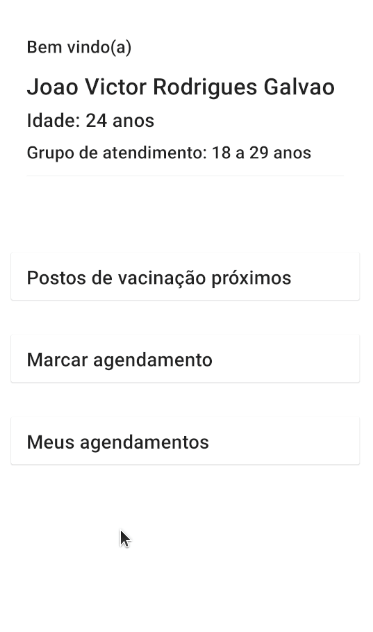 Bem vindo(a)
Joao Victor Rodrigues Galvao
Idade: 24 anos
Grupo de atendimento: 18 a 29 anos
Postos de vacinação próximos
Marcar agendamento
Meus agendamentos